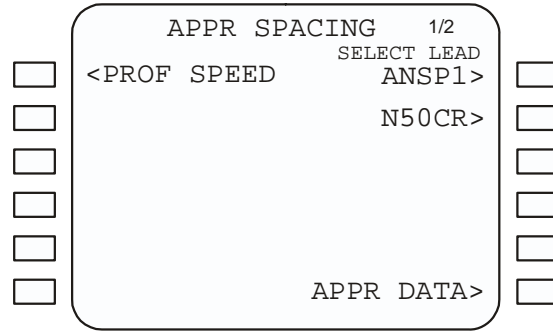 APPR SPACING 1/2
SELECT LEAD
<PROF SPEED ANSP1>
N50CR>
APPR DATA>